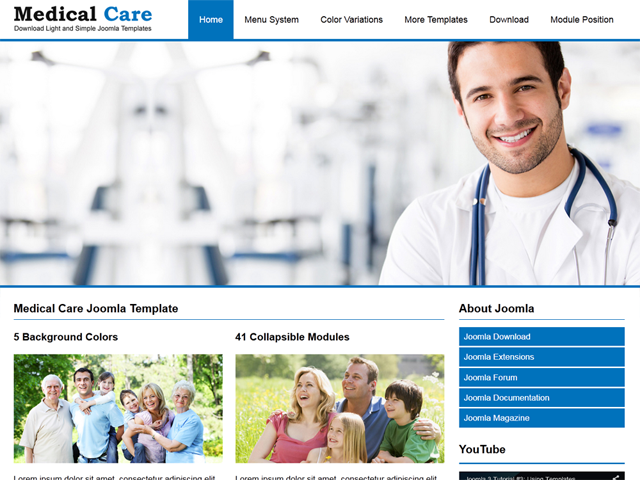 Medical Care
Download Light and Simple Joomla Templates
Home
Menu System
Color Variations
More Templates
Download
Module Position
Medical Care Joomla Template
5 Background Colors
41 Collapsible Modules
Lorem ipsum dolor sit amet, consectetur adipiscing elit
Lorem ipsum dolor sit amet, consectetur adipiscing elit
About Joomla
Joomla Download
Joomla Extensions
Joomla Forum
Joomla Documentation
Joomla Magazine
YouTube
Joomla 3 Tutorial #3: Using Templates